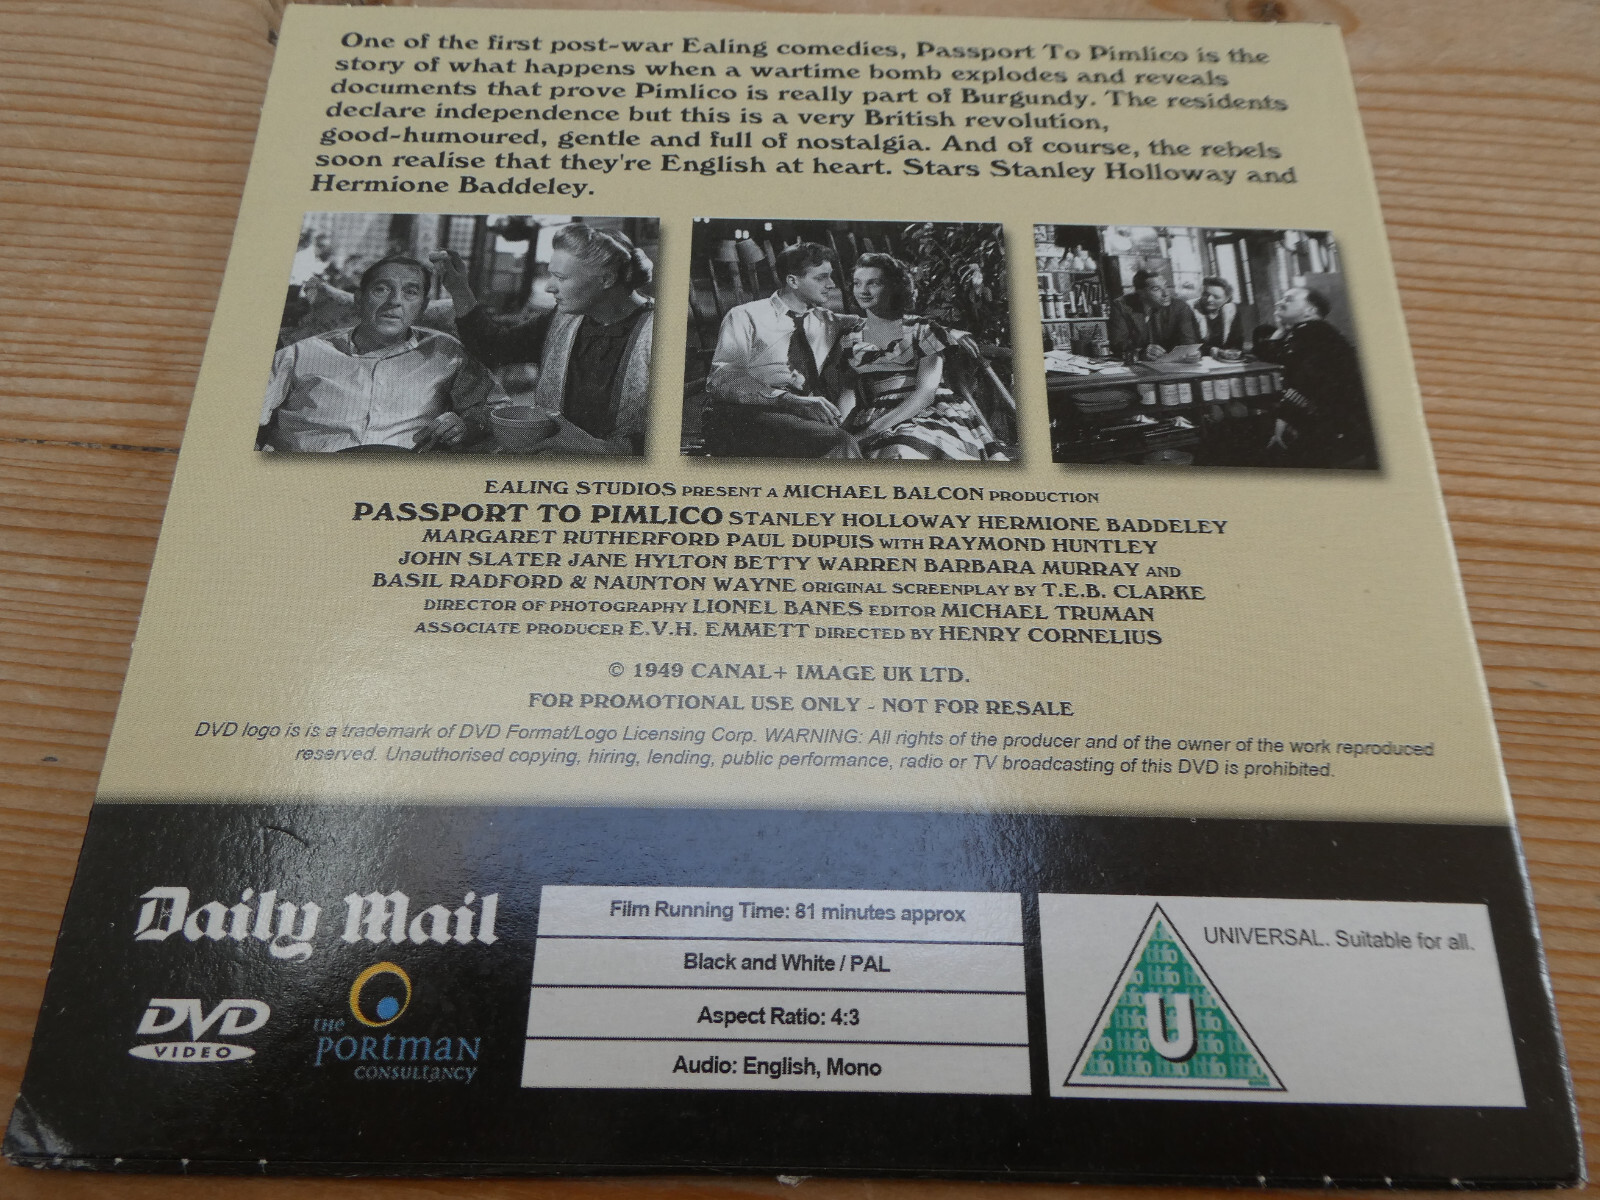 One of the first post-war Ealing comedies, Passport To Pimlico is the
story of what happens when a wartime bomb explodes and reveals
documents that prove Pimlico is really part of Burgundy. The residents
declare independence but this is a very British revolution,
good-humoured, gentle and full of nostalgia. And of course, the rebels
soon realise that they're English at heart. Stars Stanley Holloway and
Hermione Baddeley.
EALING STUDIOS PRESENT A MICHAEL BALCON PRODUCTION
PASSPORT TO PIMLICO STANLEY HOLLOWAY HERMIONE BADDELEY
MARGARET RUTHERFORD PAUL DUPUIS WITH RAYMOND HUNTLEY
JOHN SLATER JANE HYLTON BETTY WARREN BARBARA MURRAY AND
BASIL RADFORD & NAUNTON WAYNE ORIGINAL SCREENPLAY BY T.E.B. CLARKE
DIRECTOR OF PHOTOGRAPHY LIONEL BANES EDITOR MICHAEL TRUMAN
ASSOCIATE PRODUCER E.V.H. EMMETT DIRECTED BY HENRY CORNELIUS
© 1949 CANAL+ IMAGE UK LTD.
FOR PROMOTIONAL USE ONLY - NOT FOR RESALE
DVD logo is is a trademark of DVD Format/Logo Licensing Corp. WARNING: All rights of the producer and of the owner of the work reproduced
reserved. Unauthorised copying, hiring, lending, public performance, radio or TV broadcasting of this DVD is prohibited.
Daily Mail
DVD
VIDEO
THE
PORTMAN
CONSULTANCY
Film Running Time: 81 minutes approx
Black and White / PAL
Aspect Ratio: 4:3
Audio: English, Mono
UNIVERSAL. Suitable for all.
U